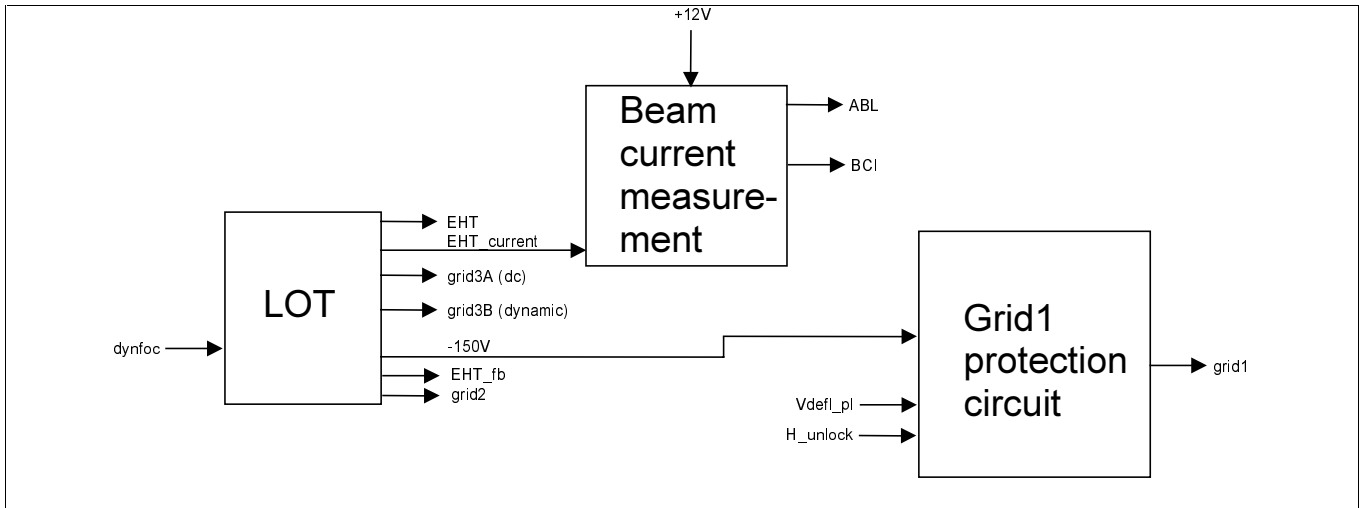 +12V
Beam
current
measure-
ment
ABL
BCI
LOT
dynfoc
EHT
EHT_current
grid3A (dc)
grid3B (dynamic)
-150V
EHT_fb
grid2
Grid1
protection
circuit
Vdefl_pl
H_unlock
grid1